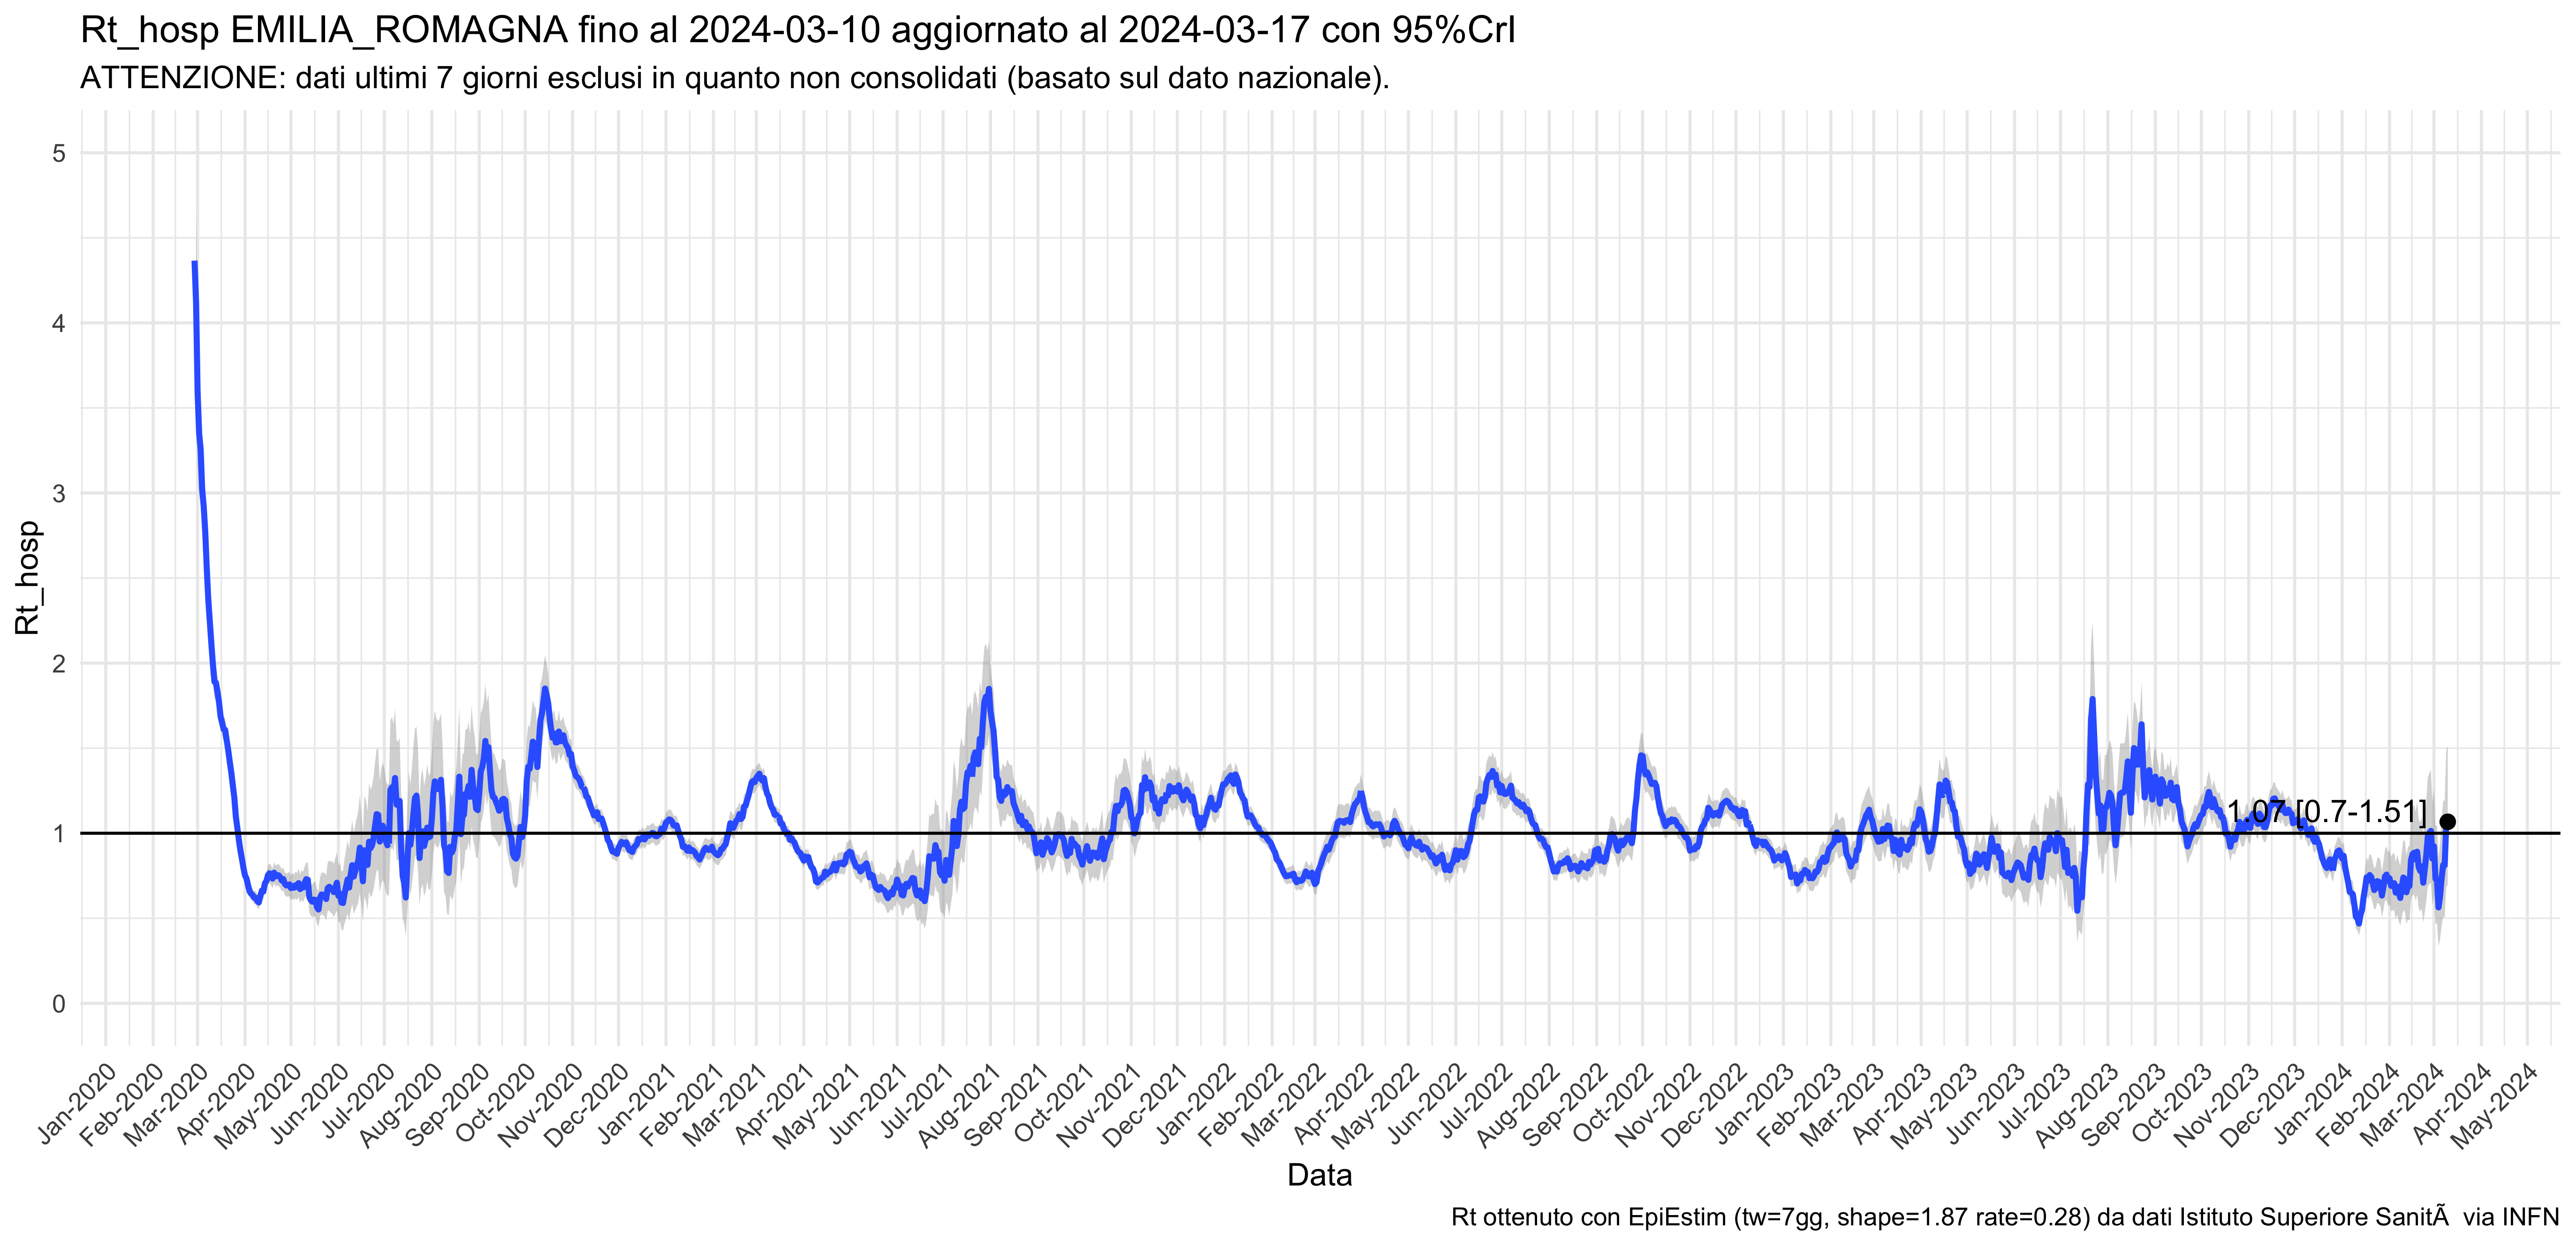 Rt_hosp EMILIA_ROMAGNA fino al 2024-03-10 aggiornato al 2024-03-17 con 95%CrI
ATTENZIONE: dati ultimi 7 giorni esclusi in quanto non consolidati (basato sul dato nazionale).
5
4
3
2
1
0
Rt_hosp
1.07 [0.7-1.51]
Jan-2020
Feb-2020
Mar-2020
Apr-2020
May-2020
Jun-2020
Jul-2020
Aug-2020
Sep-2020
Oct-2020
Nov-2020
Dec-2020
Jan-2021
Feb-2021
Mar-2021
Apr-2021
May-2021
Jun-2021
Jul-2021
Aug-2021
Sep-2021
Oct-2021
Nov-2021
Dec-2021
Jan-2022
Feb-2022
Mar-2022
Apr-2022
May-2022
Jun-2022
Jul-2022
Aug-2022
Sep-2022
Oct-2022
Nov-2022
Dec-2022
Jan-2023
Feb-2023
Mar-2023
Apr-2023
May-2023
Jun-2023
Jul-2023
Aug-2023
Sep-2023
Oct-2023
Nov-2023
Dec-2023
Jan-2024
Feb-2024
Mar-2024
Apr-2024
May-2024
Data
Rt ottenuto con EpiEstim (tw=7gg, shape=1.87 rate=0.28) da dati Istituto Superiore SanitÃ  via INFN